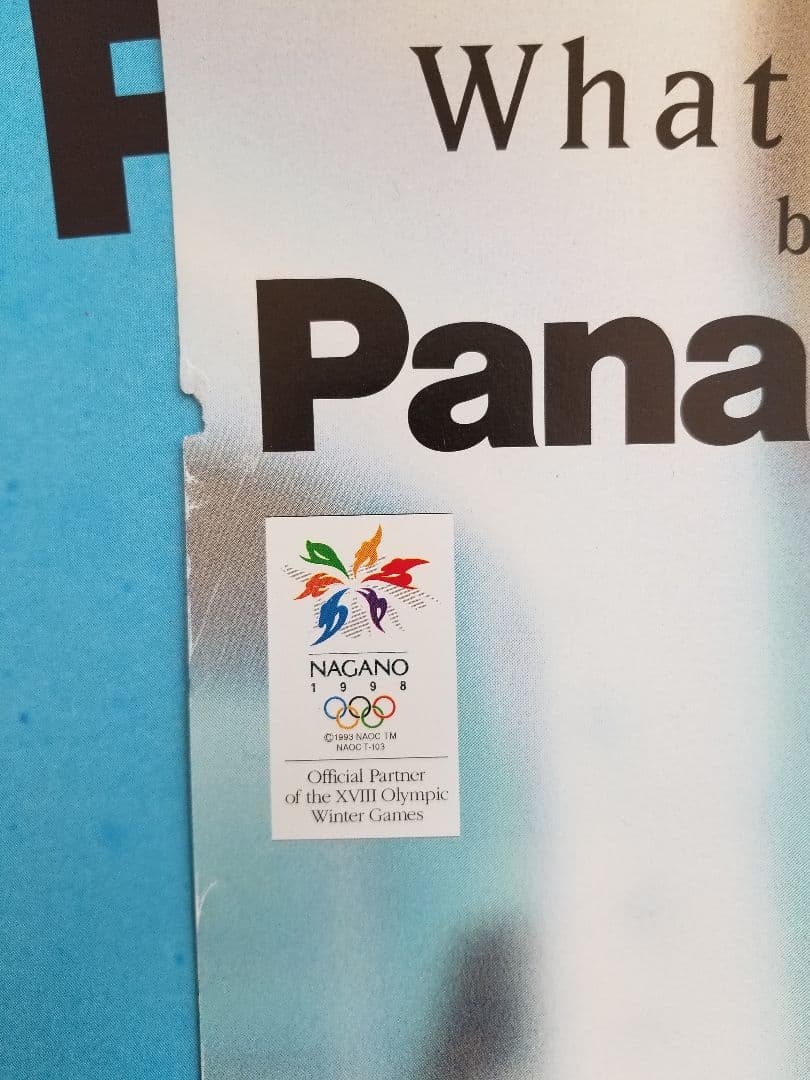 P
What
b
Pana
NAGANO
1 9 9 8
©1993 NAOC TM
NAOC T-103
Official Partner
of the XVIII Olympic
Winter Games